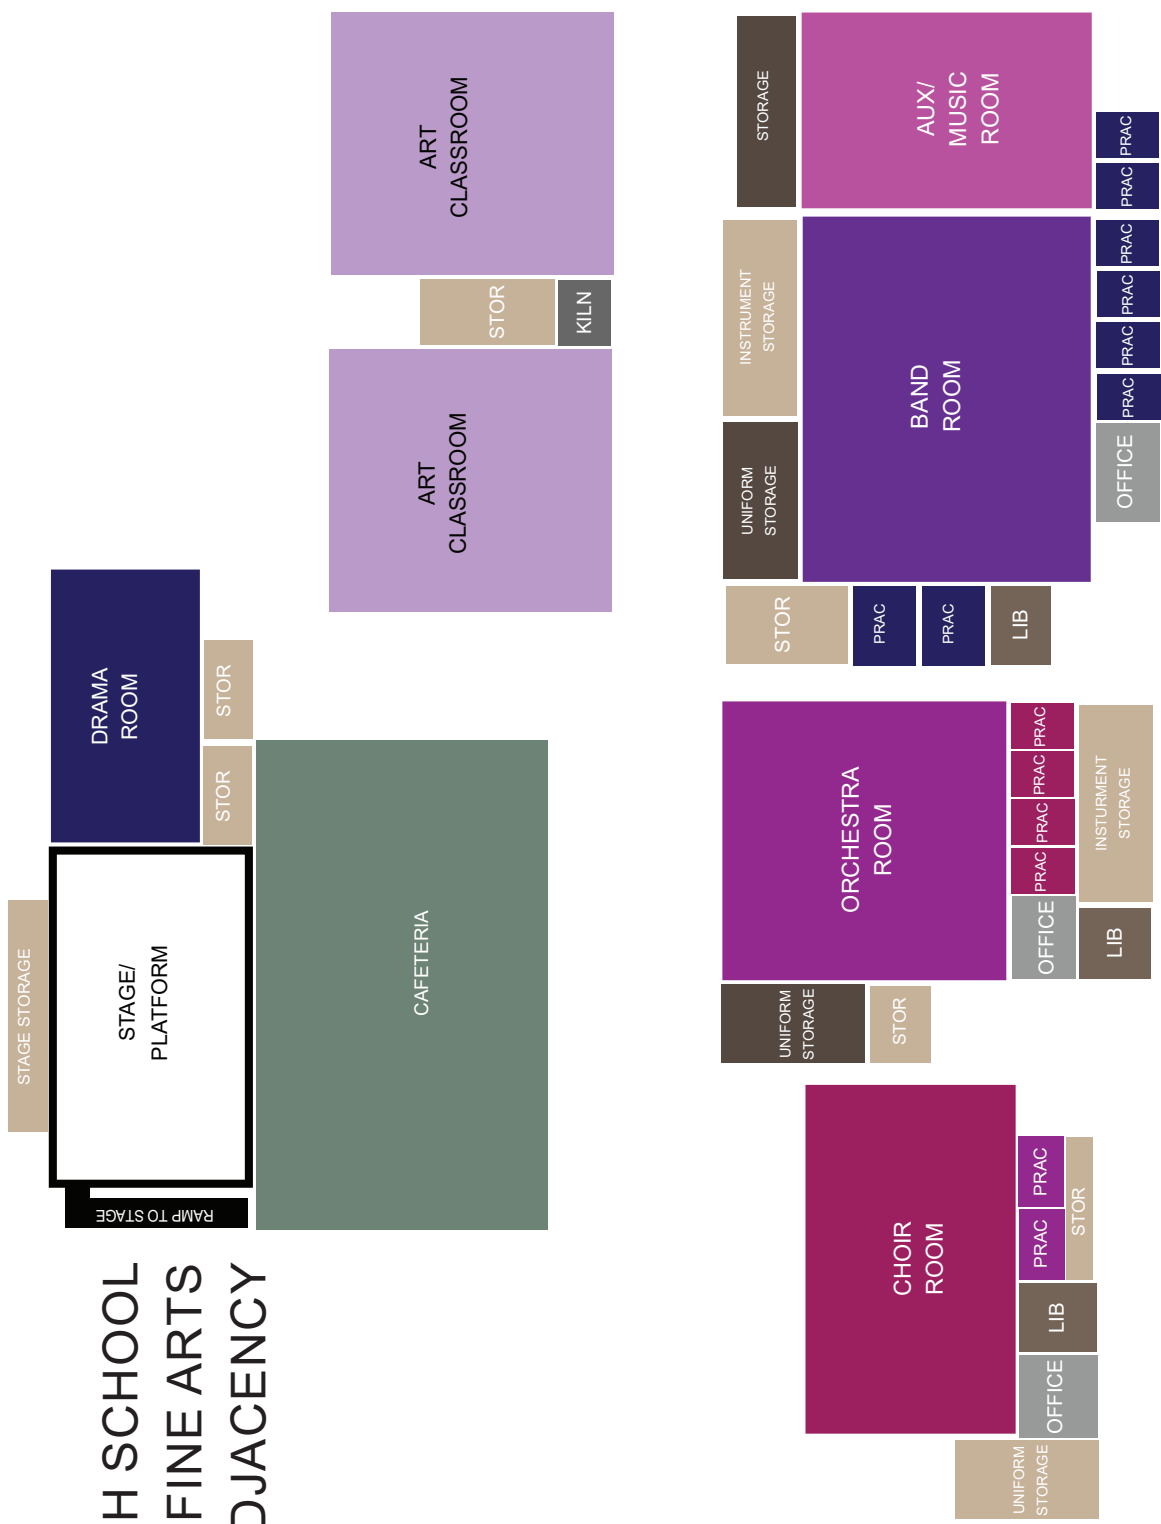 H SCHOOL
FINE ARTS
DJACENCY
RAMP TO STAGE
STAGE STORAGE
STAGE/
PLATFORM
DRAMA
ROOM
STOR
STOR
CAFETERIA
ART
CLASSROOM
STOR
KILN
ART
CLASSROOM
CHOIR
ROOM
PRAC
PRAC
STOR
LIB
OFFICE
UNIFORM
STORAGE
ORCHESTRA
ROOM
UNIFORM
STORAGE
STOR
OFFICE
PRAC
PRAC
PRAC
PRAC
LIB
INSTURMENT
STORAGE
STOR
PRAC
PRAC
LIB
UNIFORM
STORAGE
INSTRUMENT
STORAGE
BAND
ROOM
OFFICE
PRAC
PRAC
PRAC
PRAC
STORAGE
AUX/
MUSIC
ROOM
PRAC
PRAC